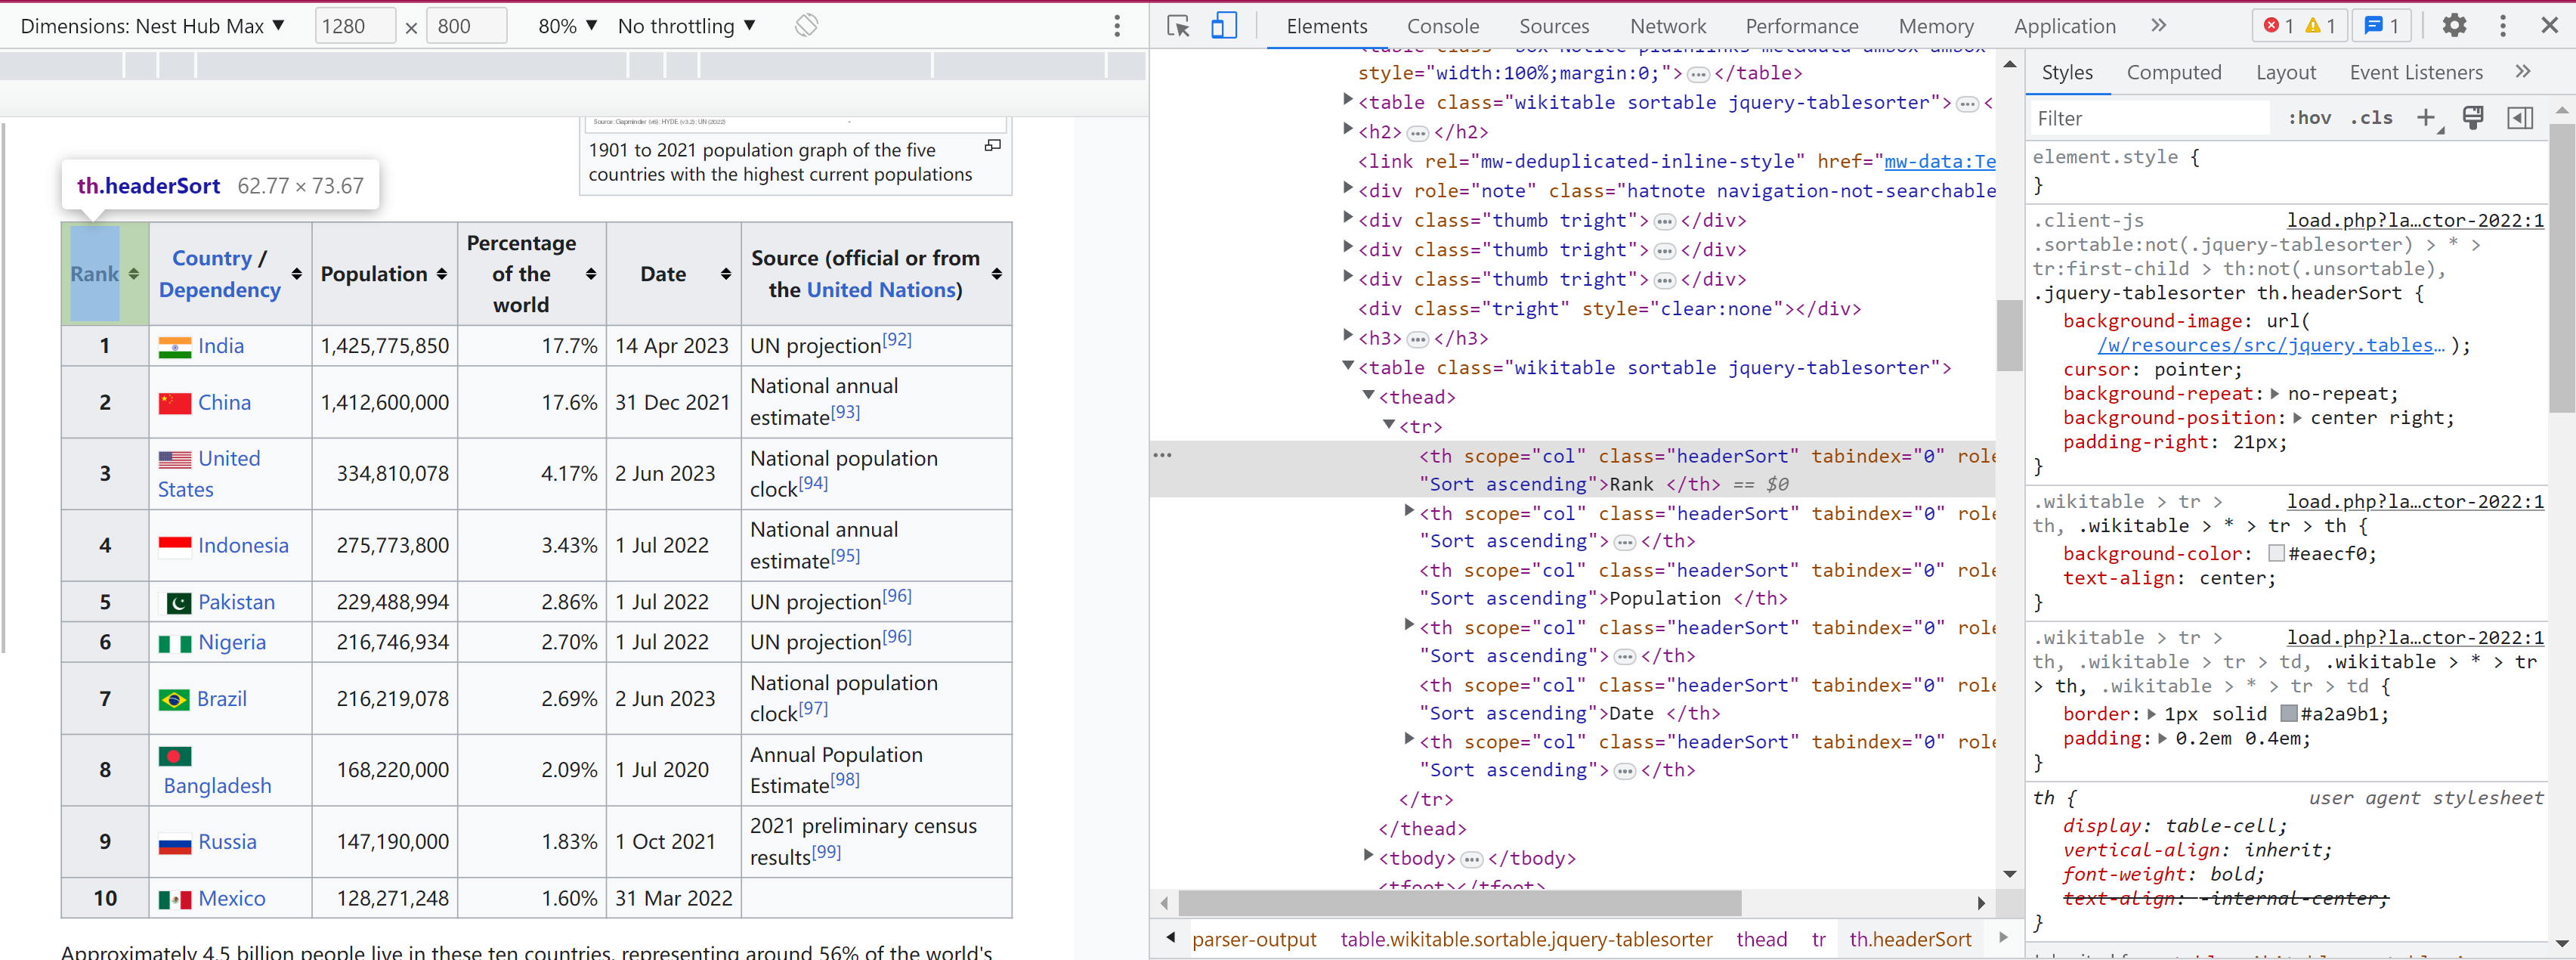 Dimensions: Nest Hub Max ▼ 1280 × 800 80% ▼ No throttling ▼
Source: Gapminder (v6); HYDE (v3.2); UN (2022)
1901 to 2021 population graph of the five
countries with the highest current populations
th.headerSort 62.77 × 73.67
Rank
Country /
Dependency
Population
Percentage
of the
world
Date
Source (official or from
the United Nations)
1 India 1,425,775,850 17.7% 14 Apr 2023 UN projection[92]
2 China 1,412,600,000 17.6% 31 Dec 2021 National annual
estimate[93]
3 United
States 334,810,078 4.17% 2 Jun 2023 National population
clock[94]
4 Indonesia 275,773,800 3.43% 1 Jul 2022 National annual
estimate[95]
5 Pakistan 229,488,994 2.86% 1 Jul 2022 UN projection[96]
6 Nigeria 216,746,934 2.70% 1 Jul 2022 UN projection[96]
7 Brazil 216,219,078 2.69% 2 Jun 2023 National population
clock[97]
8 Bangladesh 168,220,000 2.09% 1 Jul 2020 Annual Population
Estimate[98]
9 Russia 147,190,000 1.83% 1 Oct 2021 2021 preliminary census
results[99]
10 Mexico 128,271,248 1.60% 31 Mar 2022
Approximately 4.5 billion people live in these ten countries, representing around 56% of the world's
Elements Console Sources Network Performance Memory Application » 1 1 1
style="width:100%;margin:0;">…</table>
<table class="wikitable sortable jquery-tablesorter">…<
<h2>…</h2>
<link rel="mw-deduplicated-inline-style" href="mw-data:Te
<div role="note" class="hatnote navigation-not-searchable
<div class="thumb tright">…</div>
<div class="thumb tright">…</div>
<div class="thumb tright">…</div>
<div class="tright" style="clear:none"></div>
<h3>…</h3>
<table class="wikitable sortable jquery-tablesorter">
<thead>
<tr>
<th scope="col" class="headerSort" tabindex="0" role
"Sort ascending">Rank </th> == $0
<th scope="col" class="headerSort" tabindex="0" role
"Sort ascending">…</th>
<th scope="col" class="headerSort" tabindex="0" role
"Sort ascending">Population </th>
<th scope="col" class="headerSort" tabindex="0" role
"Sort ascending">…</th>
<th scope="col" class="headerSort" tabindex="0" role
"Sort ascending">Date </th>
<th scope="col" class="headerSort" tabindex="0" role
"Sort ascending">…</th>
</tr>
</thead>
<tbody>…</tbody>
<tfoot></tfoot>
parser-output table.wikitable.sortable.jquery-tablesorter thead tr th.headerSort
Styles Computed Layout Event Listeners »
Filter :hov .cls +
element.style {
}
.client-js load.php?la…ctor-2022:1
.sortable:not(.jquery-tablesorter) > * >
tr:first-child > th:not(.unsortable),
.jquery-tablesorter th.headerSort {
background-image: url(
/w/resources/src/jquery.tables… );
cursor: pointer;
background-repeat: no-repeat;
background-position: center right;
padding-right: 21px;
}
.wikitable > tr > load.php?la…ctor-2022:1
th, .wikitable > * > tr > th {
background-color: #eaecf0;
text-align: center;
}
.wikitable > tr > load.php?la…ctor-2022:1
th, .wikitable > tr > td, .wikitable > * > tr
> th, .wikitable > * > tr > td {
border: 1px solid #a2a9b1;
padding: 0.2em 0.4em;
}
th { user agent stylesheet
display: table-cell;
vertical-align: inherit;
font-weight: bold;
text-align: -internal-center;
}